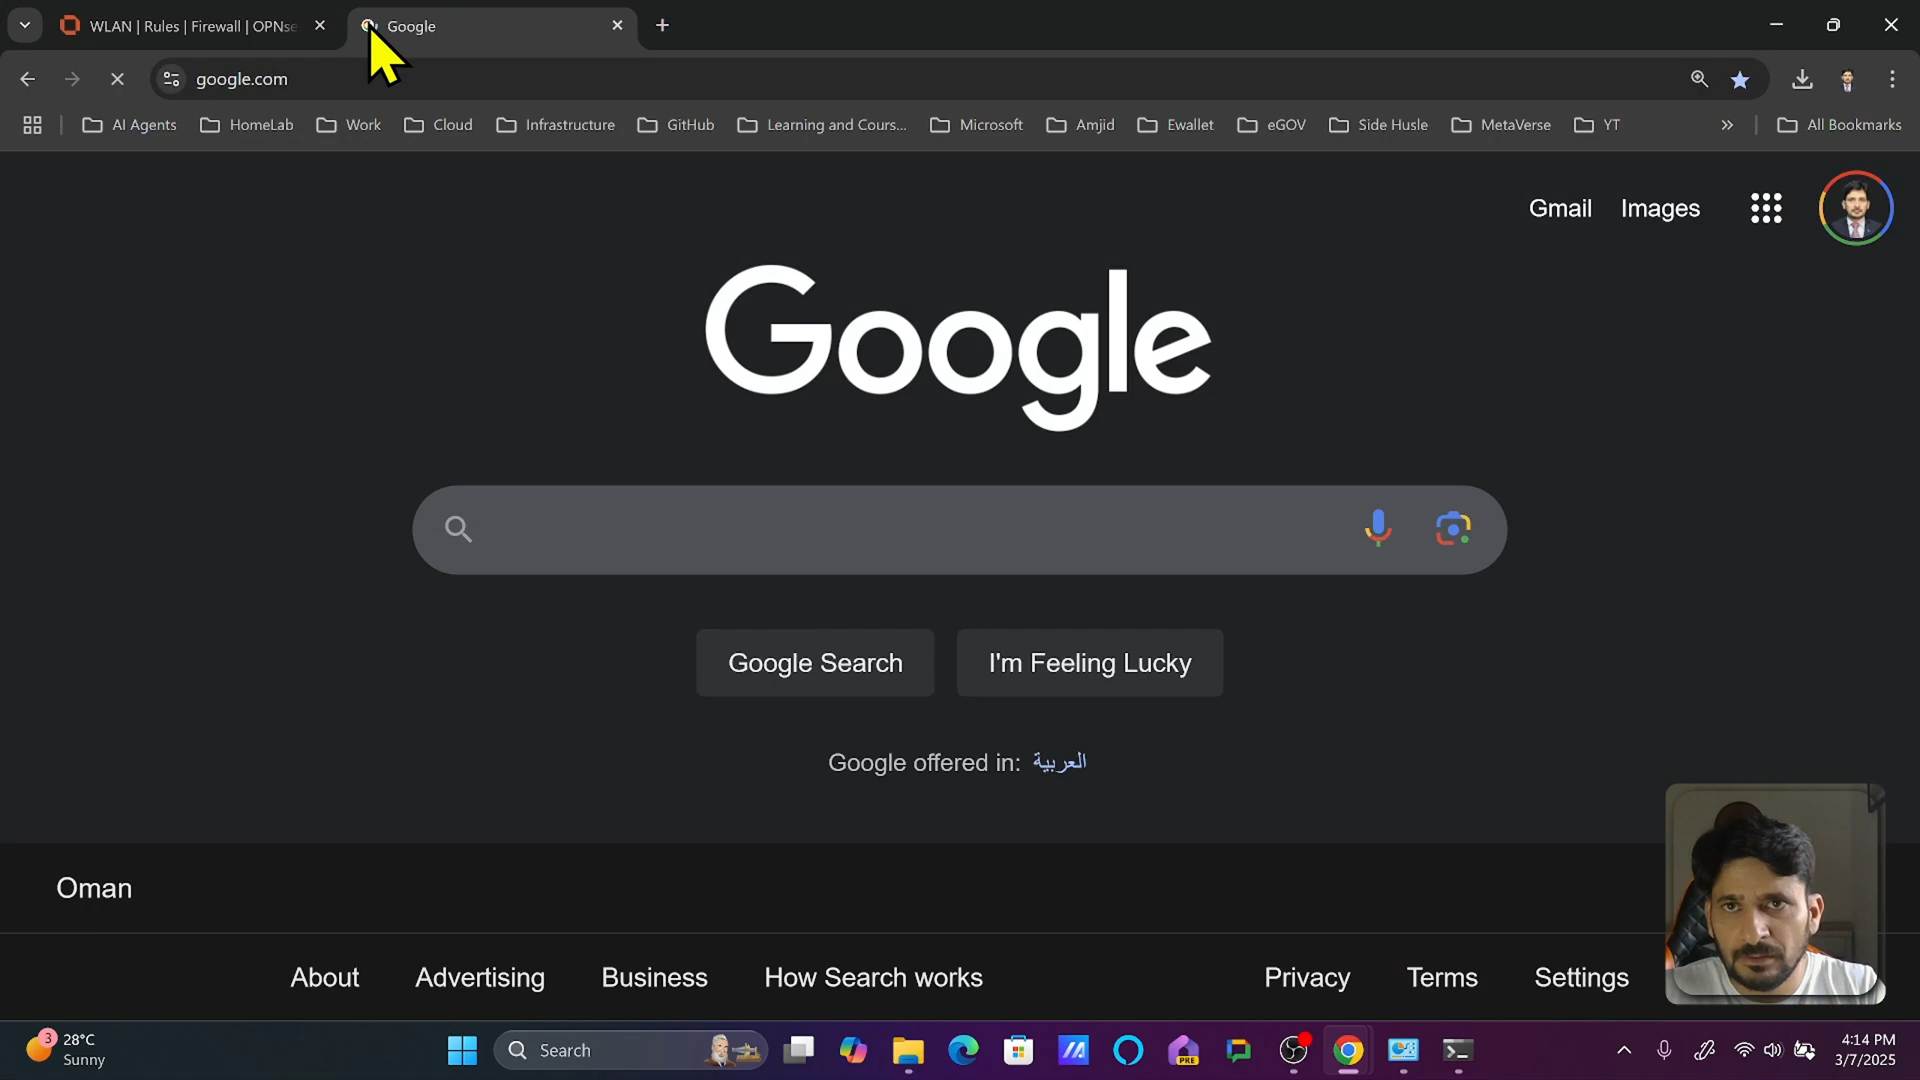 WLAN | Rules | Firewall | OPNse
Google
google.com
AI Agents
HomeLab
Work
Cloud
Infrastructure
GitHub
Learning and Cours...
Microsoft
Amjid
Ewallet
eGOV
Side Husle
MetaVerse
YT
All Bookmarks
Gmail
Images
Google
Google Search
I'm Feeling Lucky
Google offered in: العربية
Oman
About
Advertising
Business
How Search works
Privacy
Terms
Settings
3
28°C
Sunny
Search
PRE
4:14 PM
3/7/2025